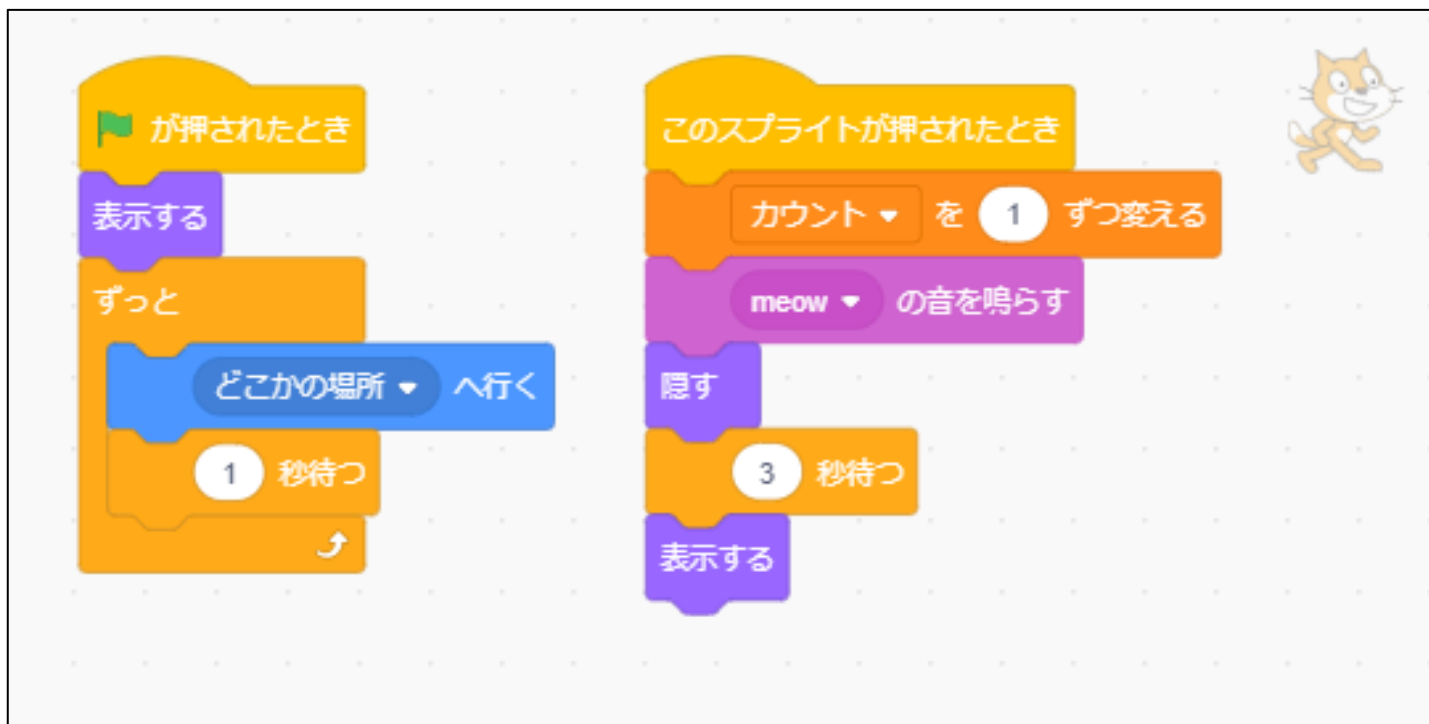 が押されたとき
表示する
ずっと
どこかの場所 へ行く
1 秒待つ
このスプライトが押されたとき
カウント を 1 ずつ変える
meow の音を鳴らす
隠す
3 秒待つ
表示する